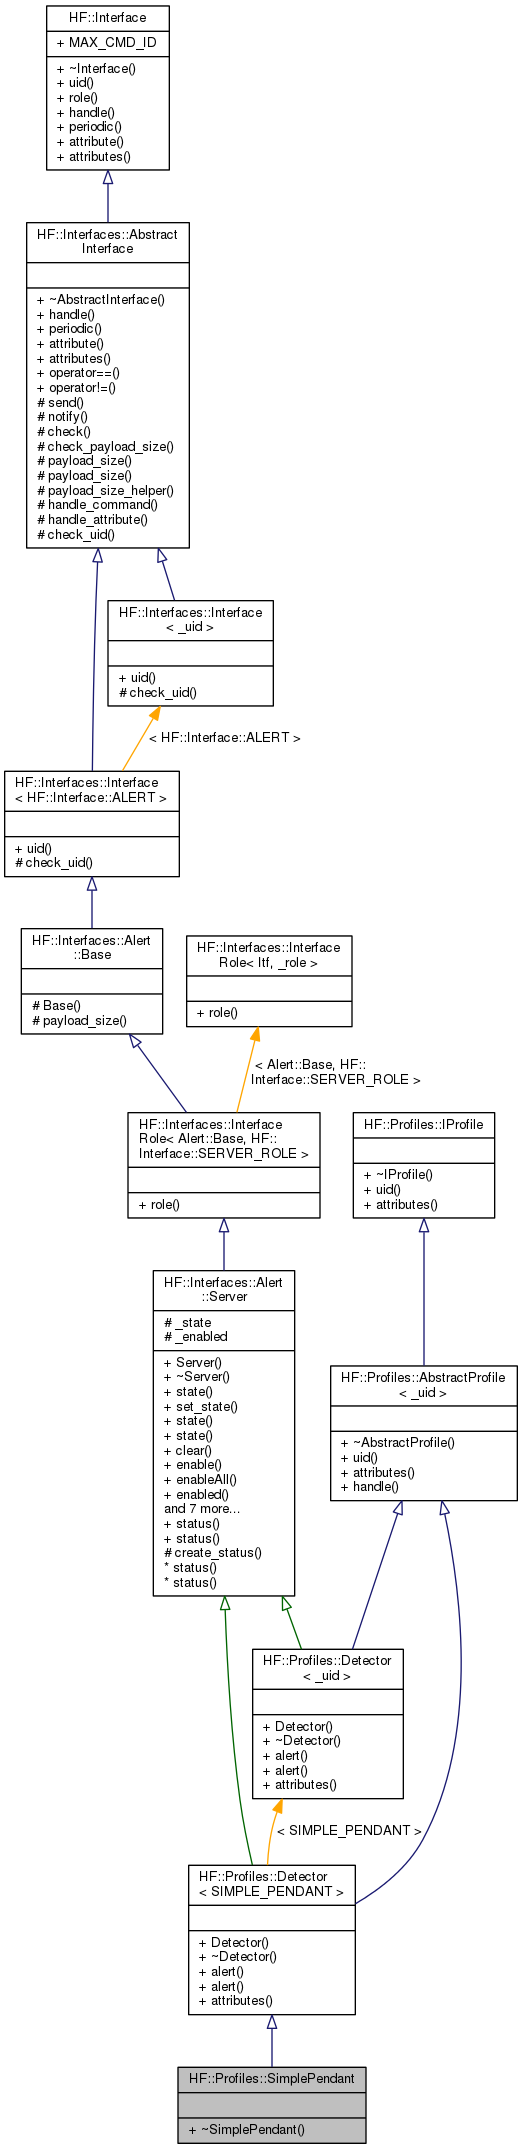 HF::Interface
+ MAX_CMD_ID
+ ~Interface()
+ uid()
+ role()
+ handle()
+ periodic()
+ attribute()
+ attributes()
HF::Interfaces::Abstract
Interface
+ ~AbstractInterface()
+ handle()
+ periodic()
+ attribute()
+ attributes()
+ operator==()
+ operator!=()
# send()
# notify()
# check()
# check_payload_size()
# payload_size()
# payload_size()
# payload_size_helper()
# handle_command()
# handle_attribute()
# check_uid()
HF::Interfaces::Interface
< _uid >
+ uid()
# check_uid()
< HF::Interface::ALERT >
HF::Interfaces::Interface
< HF::Interface::ALERT >
+ uid()
# check_uid()
HF::Interfaces::Alert
::Base
# Base()
# payload_size()
HF::Interfaces::Interface
Role< Itf, _role >
+ role()
< Alert::Base, HF::
Interface::SERVER_ROLE >
HF::Interfaces::Interface
Role< Alert::Base, HF::
Interface::SERVER_ROLE >
+ role()
HF::Profiles::IProfile
+ ~IProfile()
+ uid()
+ attributes()
HF::Interfaces::Alert
::Server
# _state
# _enabled
+ Server()
+ ~Server()
+ state()
+ set_state()
+ state()
+ state()
+ clear()
+ enable()
+ enableAll()
+ enabled()
and 7 more...
+ status()
+ status()
# create_status()
* status()
* status()
HF::Profiles::AbstractProfile
< _uid >
+ ~AbstractProfile()
+ uid()
+ attributes()
+ handle()
HF::Profiles::Detector
< _uid >
+ Detector()
+ ~Detector()
+ alert()
+ alert()
+ attributes()
< SIMPLE_PENDANT >
HF::Profiles::Detector
< SIMPLE_PENDANT >
+ Detector()
+ ~Detector()
+ alert()
+ alert()
+ attributes()
HF::Profiles::SimplePendant
+ ~SimplePendant()